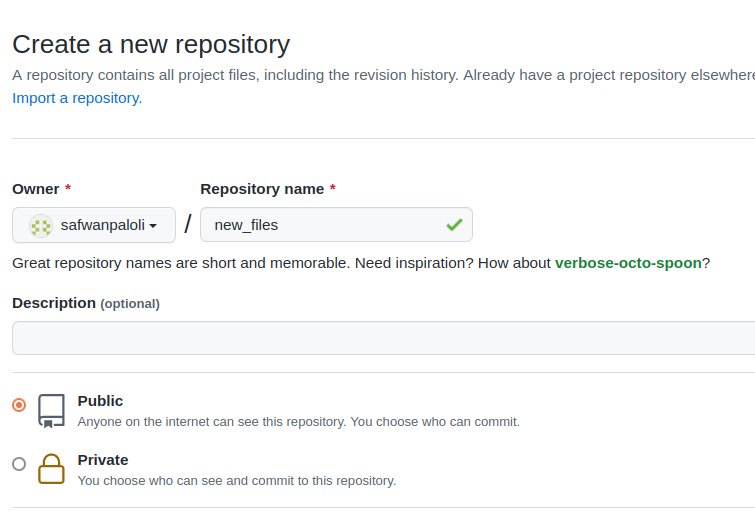 Create a new repository
A repository contains all project files, including the revision history. Already have a project repository elsewhere
Import a repository.
Owner * Repository name *
safwanpaloli / new_files
Great repository names are short and memorable. Need inspiration? How about verbose-octo-spoon?
Description (optional)
Public
Anyone on the internet can see this repository. You choose who can commit.
Private
You choose who can see and commit to this repository.